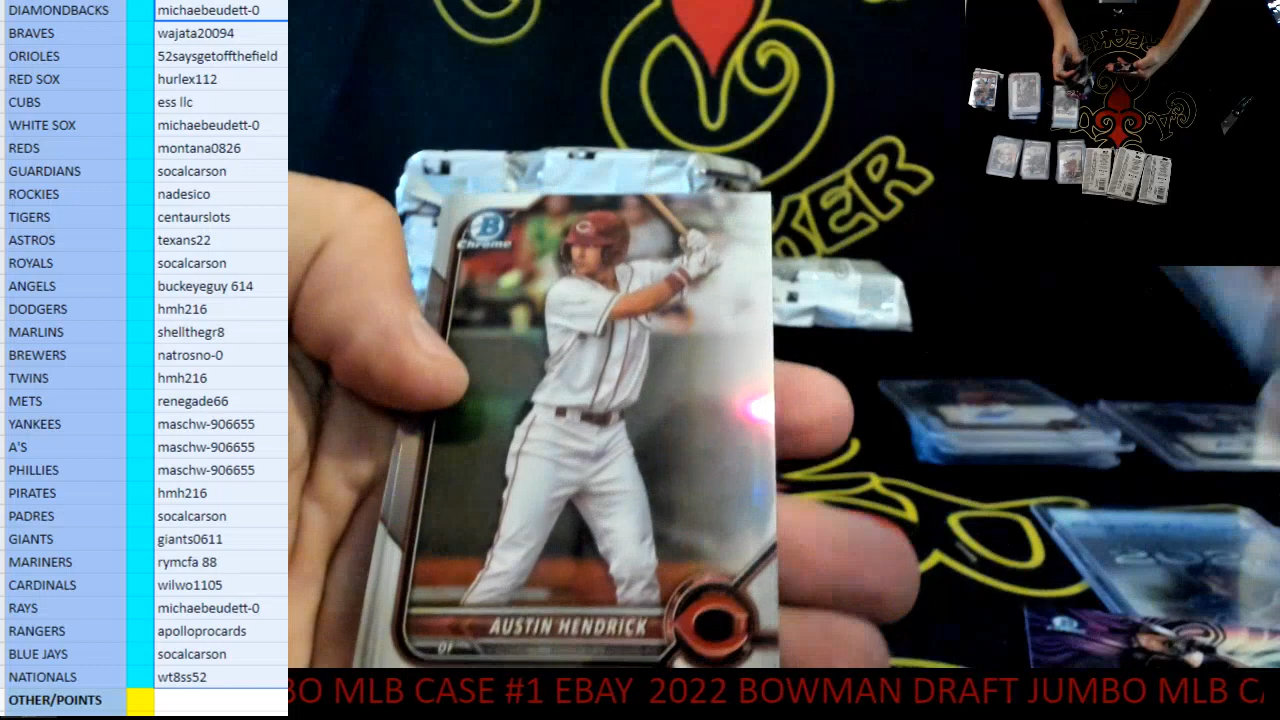 DIAMONDBACKS michaebeudett-0
BRAVES wajata20094
ORIOLES 52saysgetoffthefield
RED SOX hurlex112
CUBS ess llc
WHITE SOX michaebeudett-0
REDS montana0826
GUARDIANS socalcarson
ROCKIES nadesico
TIGERS centaurslots
ASTROS texans22
ROYALS socalcarson
ANGELS buckeyeguy 614
DODGERS hmh216
MARLINS shellthegr8
BREWERS natrosno-0
TWINS hmh216
METS renegade66
YANKEES maschw-906655
A'S maschw-906655
PHILLIES maschw-906655
PIRATES hmh216
PADRES socalcarson
GIANTS giants0611
MARINERS rymcfa 88
CARDINALS wilwo1105
RAYS michaebeudett-0
RANGERS apolloprocards
BLUE JAYS socalcarson
NATIONALS wt8ss52
OTHER/POINTS
B
Chrome
KER
AUSTIN HENDRICK
OF
BO MLB CASE #1 EBAY 2022 BOWMAN DRAFT JUMBO MLB CA